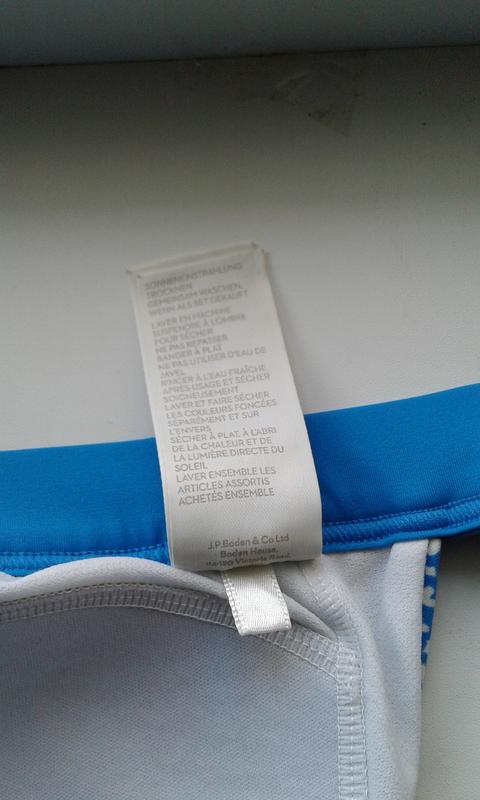 SONNENEINSTRAHLUNG
TROCKNEN
GEMEINSAM WASCHEN,
WENN ALS SET GEKAUFT
LAVER EN MACHINE
SUSPENDRE À L'OMBRE
POUR SÉCHER
NE PAS REPASSER
RANGER À PLAT
NE PAS UTILISER D'EAU DE
JAVEL
RINCER À L'EAU FRAÎCHE
APRÈS USAGE ET SÉCHER
SOIGNEUSEMENT
LAVER ET FAIRE SÉCHER
LES COULEURS FONCÉES
SÉPARÉMENT ET SUR
L'ENVERS
SÉCHER À PLAT, À L'ABRI
DE LA CHALEUR ET DE
LA LUMIÈRE DIRECTE DU
SOLEIL
LAVER ENSEMBLE LES
ARTICLES ASSORTIS
ACHETÉS ENSEMBLE
J.P.Boden & Co Ltd
Boden House,
Victoria Road,